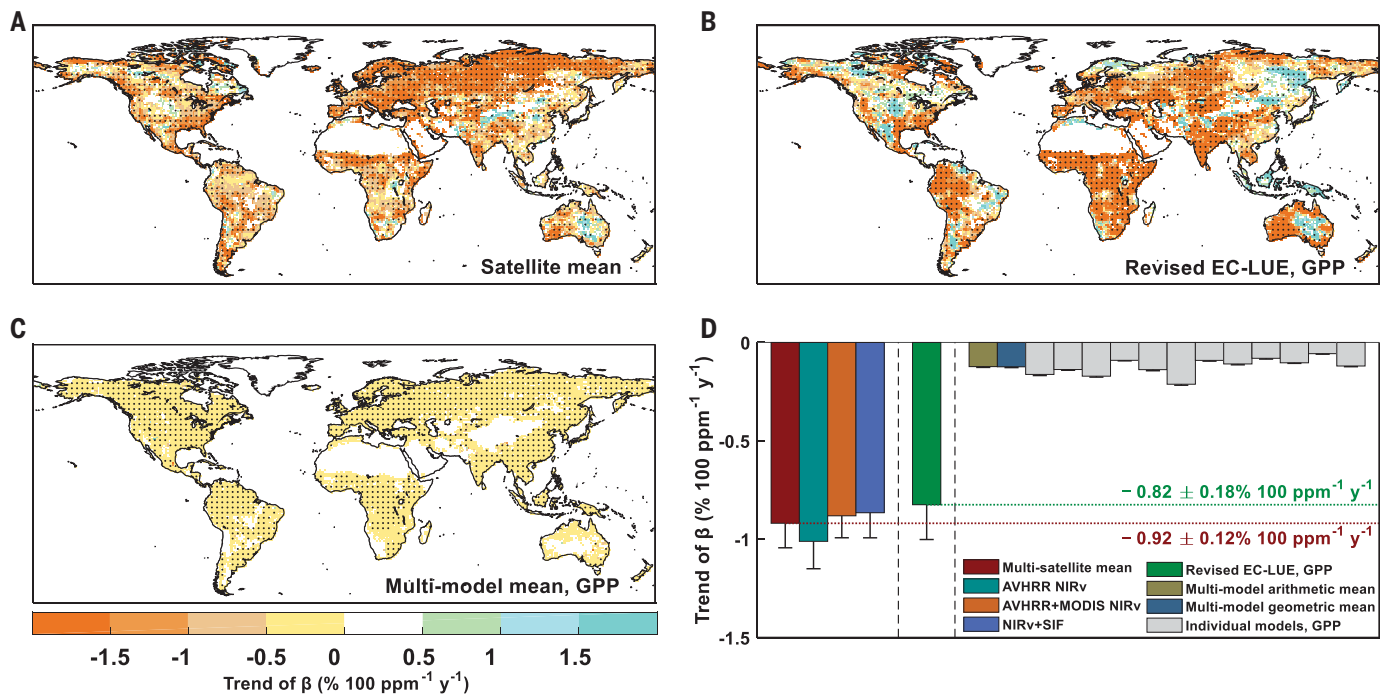 A
Satellite mean
B
Revised EC-LUE, GPP
C
Multi-model mean, GPP
-1.5 -1 -0.5 0 0.5 1 1.5
Trend of β (% 100 ppm⁻¹ y⁻¹)
D
Trend of β (% 100 ppm⁻¹ y⁻¹)
0
-0.5
-1
-1.5
− 0.82 ± 0.18% 100 ppm⁻¹ y⁻¹
− 0.92 ± 0.12% 100 ppm⁻¹ y⁻¹
Multi-satellite mean
AVHRR NIRv
AVHRR+MODIS NIRv
NIRv+SIF
Revised EC-LUE, GPP
Multi-model arithmetic mean
Multi-model geometric mean
Individual models, GPP